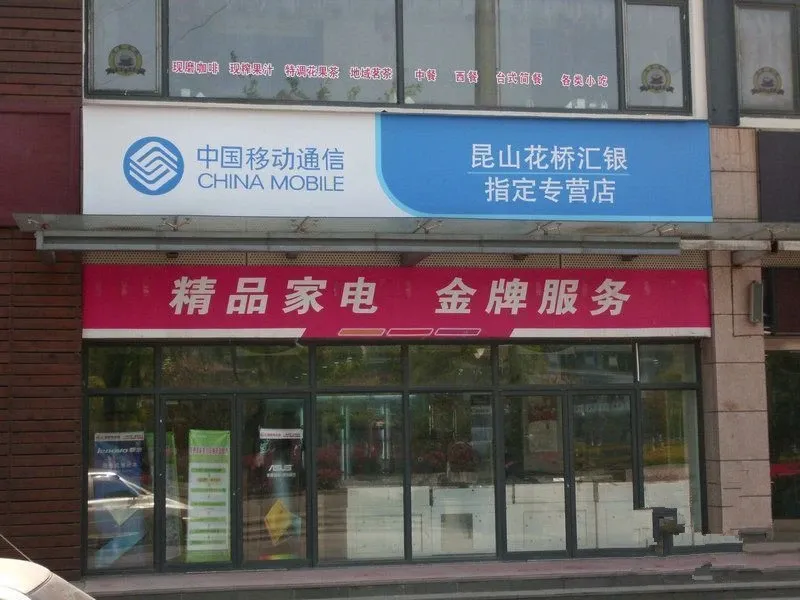 现磨咖啡 现榨果汁 特调花果茶 地域茗茶 中餐 西餐 台式简餐 各类小吃
中国移动通信
CHINA MOBILE
昆山花桥汇银
指定专营店
精品家电 金牌服务
lenovo
ASUS